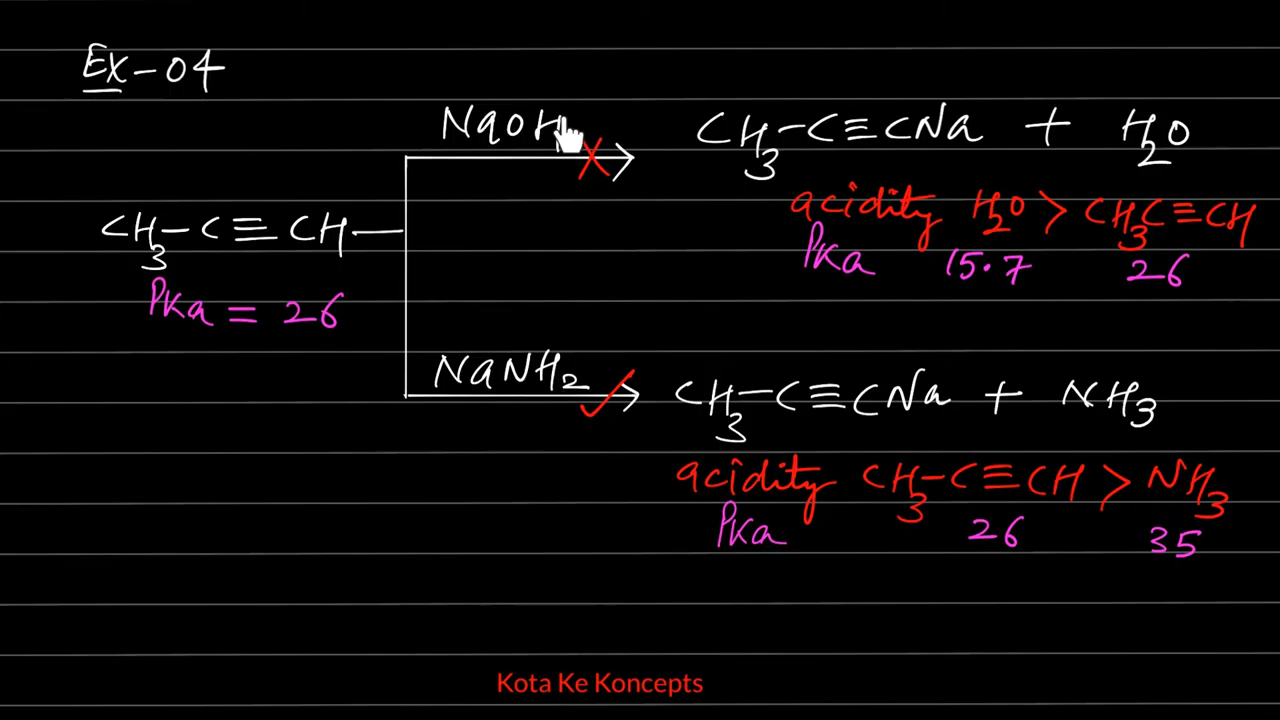 Ex-04
NaOH
CH3-C≡CNa + H2O
acidity H2O > CH3C≡CH
PKa 15.7 26
CH3-C≡CH
PKa = 26
NaNH2
CH3-C≡CNa + NH3
acidity CH3-C≡CH > NH3
PKa 26 35
Kota Ke Koncepts